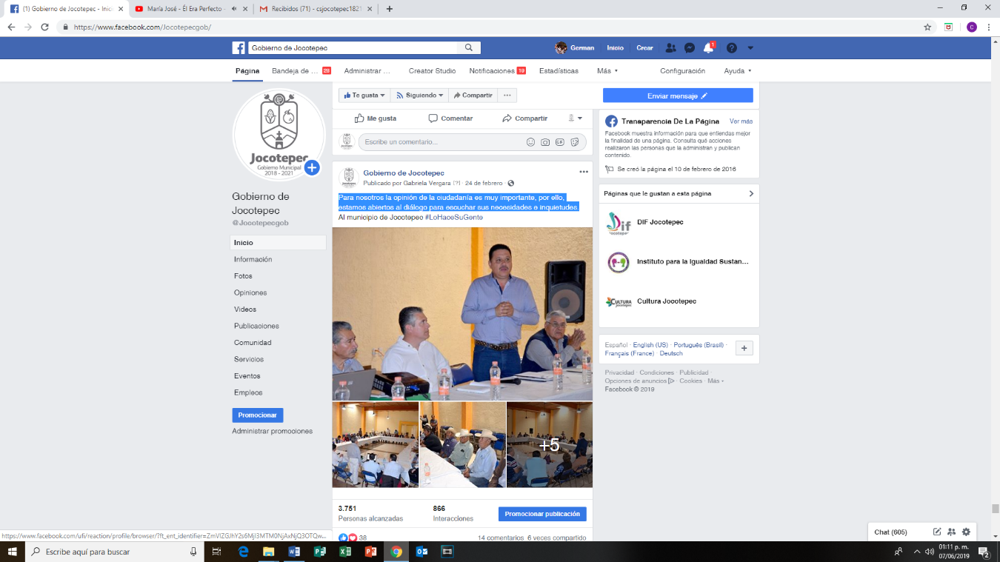 (1) Gobierno de Jocotepec - Inic
María José - Él Era Perfecto -
Recibidos (71) - csjocotepec1821
https://www.facebook.com/Jocotepecgob/
C
Gobierno de Jocotepec
German
Inicio
Crear
1
Página
Bandeja de ... 28
Administrar ...
Creator Studio
Notificaciones 19
Estadísticas
Más
Configuración
Ayuda
Jocotepec
Gobierno Municipal
2018 - 2021
Gobierno de
Jocotepec
@Jocotepecgob
Inicio
Información
Fotos
Opiniones
Videos
Publicaciones
Comunidad
Servicios
Eventos
Empleos
Promocionar
Administrar promociones
Te gusta
Siguiendo
Compartir
Enviar mensaje
Me gusta
Comentar
Compartir
Escribe un comentario...
GIF
Gobierno de Jocotepec
Publicado por Gabriela Vergara [?] · 24 de febrero ·
Para nosotros la opinión de la ciudadanía es muy importante, por ello,
estamos abiertos al diálogo para escuchar sus necesidades e inquietudes.
Al municipio de Jocotepec #LoHaceSuGente
+5
3.751
Personas alcanzadas
866
Interacciones
Promocionar publicación
38
14 comentarios 6 veces compartido
Transparencia De La Página
Ver más
Facebook muestra información para que entiendas mejor
la finalidad de una página. Consulta qué acciones
realizaron las personas que la administran y publican
contenido.
Se creó la página el 10 de febrero de 2016
Páginas que le gustan a esta página
Dif
Jocotepec
DIF Jocotepec
Instituto para la Igualdad Sustan...
CULTURA
Jocotepec
Cultura Jocotepec
Español · English (US) · Português (Brasil) ·
Français (France) · Deutsch
Privacidad · Condiciones · Publicidad ·
Opciones de anuncios · Cookies · Más
Facebook © 2019
Chat (605)
https://www.facebook.com/ufi/reaction/profile/browser/?ft_ent_identifier=ZmVlZGJhY2s6MjI3MTM0NjAxNjQ3OTQw...
Escribe aquí para buscar
01:11 p. m.
07/06/2019
2